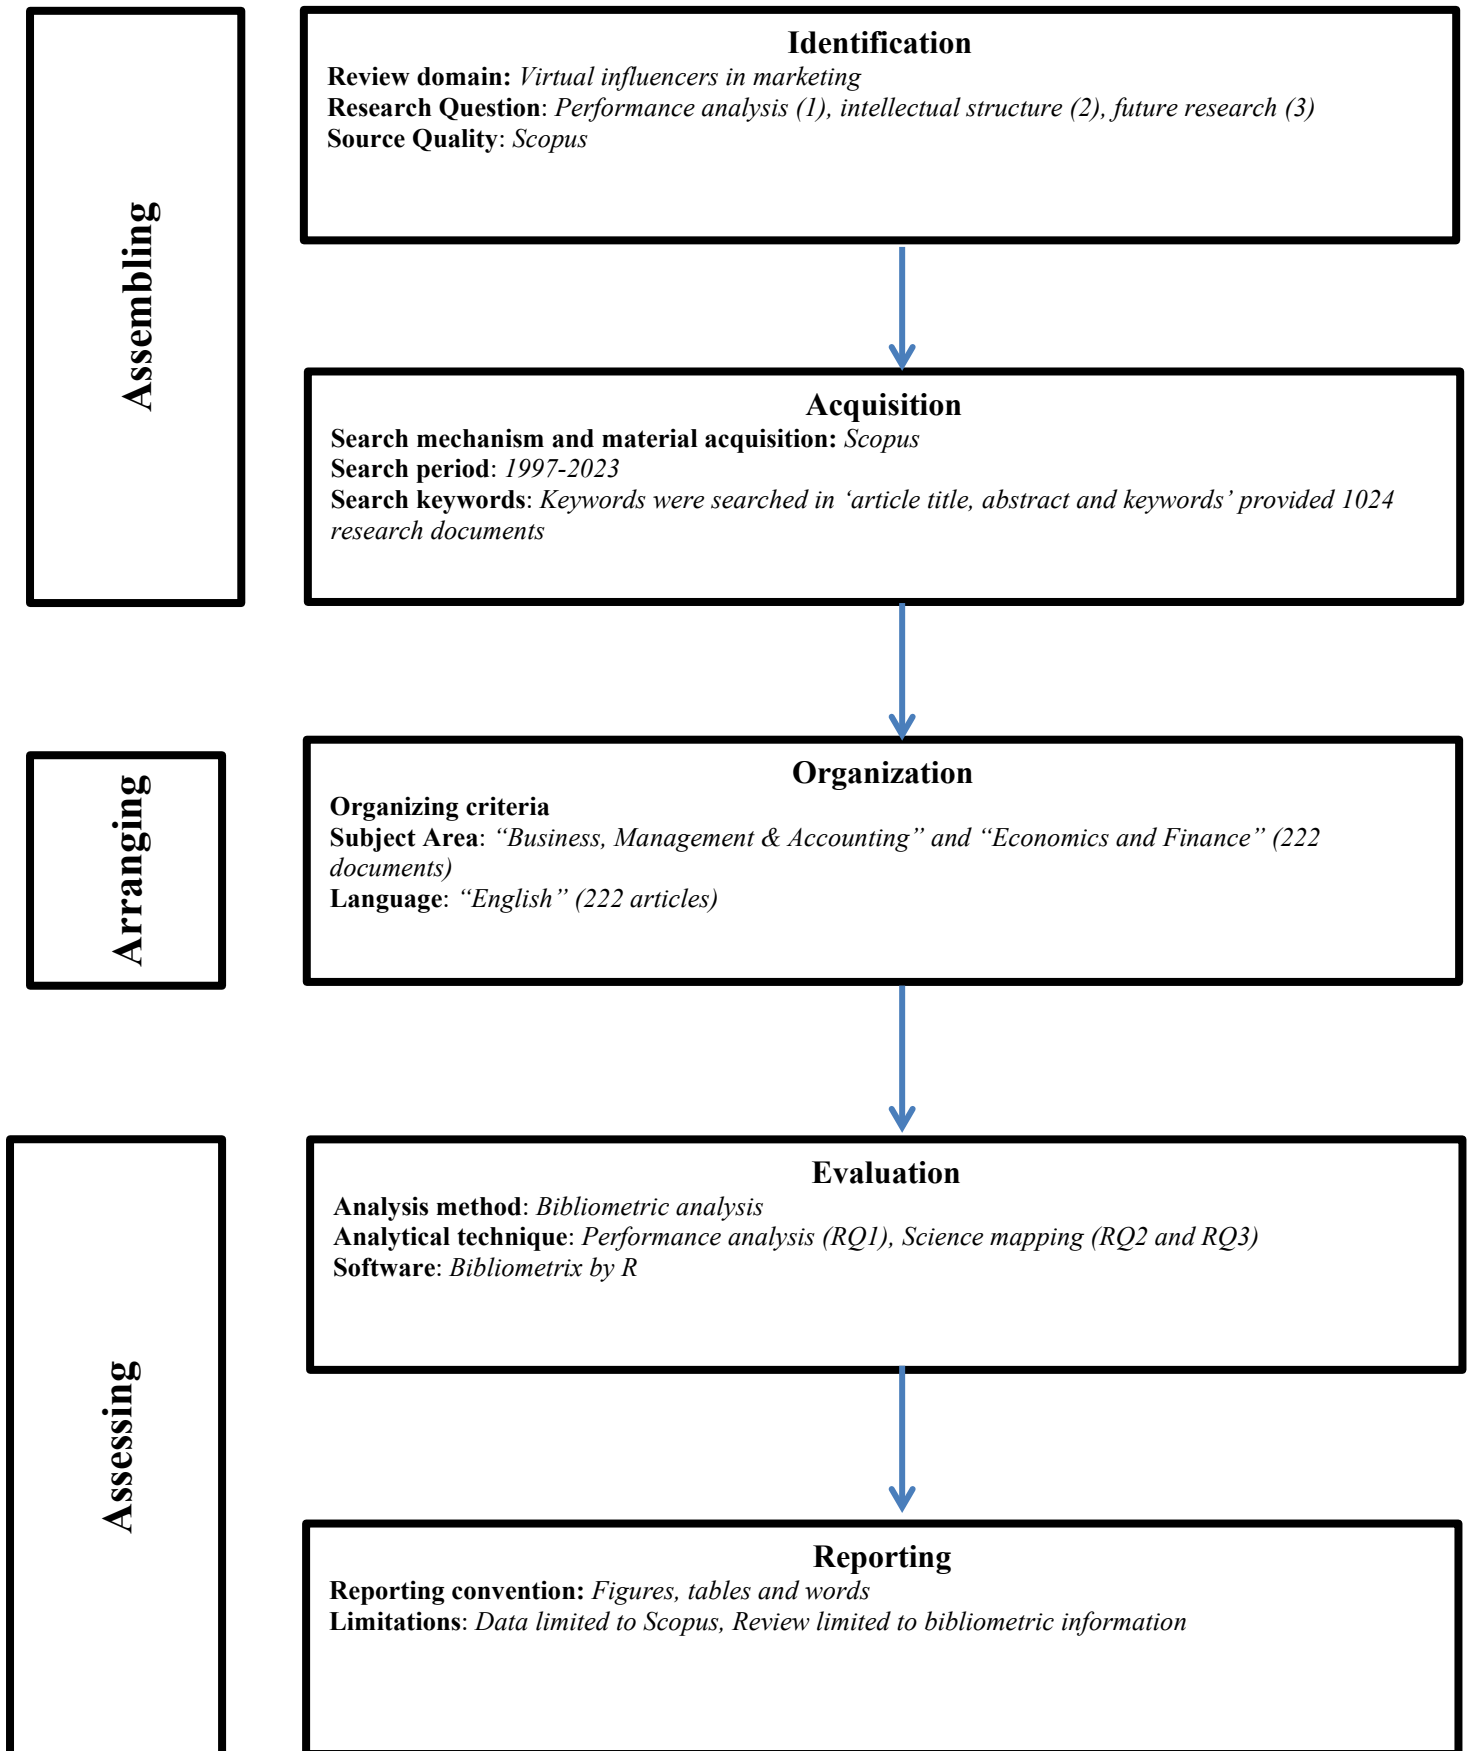 Assembling
Identification
Review domain: Virtual influencers in marketing
Research Question: Performance analysis (1), intellectual structure (2), future research (3)
Source Quality: Scopus
Acquisition
Search mechanism and material acquisition: Scopus
Search period: 1997-2023
Search keywords: Keywords were searched in ‘article title, abstract and keywords’ provided 1024
research documents
Arranging
Organization
Organizing criteria
Subject Area: “Business, Management & Accounting” and “Economics and Finance” (222
documents)
Language: “English” (222 articles)
Assessing
Evaluation
Analysis method: Bibliometric analysis
Analytical technique: Performance analysis (RQ1), Science mapping (RQ2 and RQ3)
Software: Bibliometrix by R
Reporting
Reporting convention: Figures, tables and words
Limitations: Data limited to Scopus, Review limited to bibliometric information